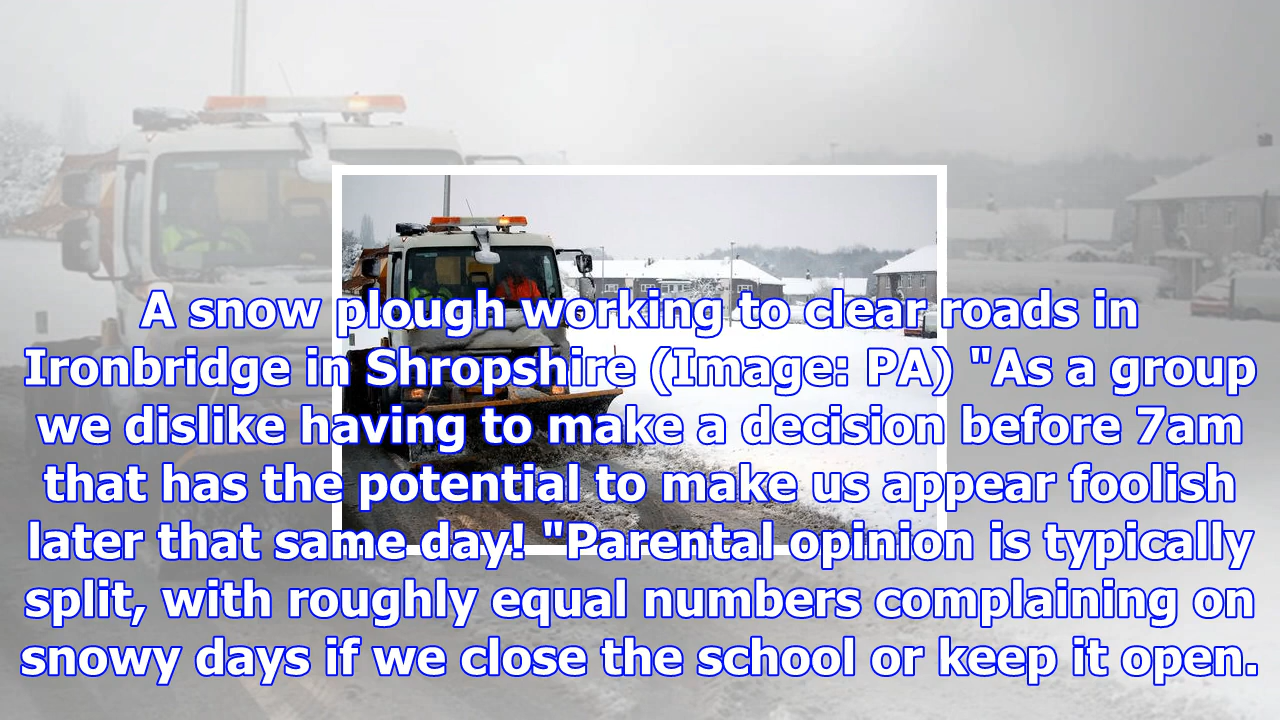 A snow plough working to clear roads in
Ironbridge in Shropshire (Image: PA) "As a group
we dislike having to make a decision before 7am
that has the potential to make us appear foolish
later that same day! "Parental opinion is typically
split, with roughly equal numbers complaining on
snowy days if we close the school or keep it open.